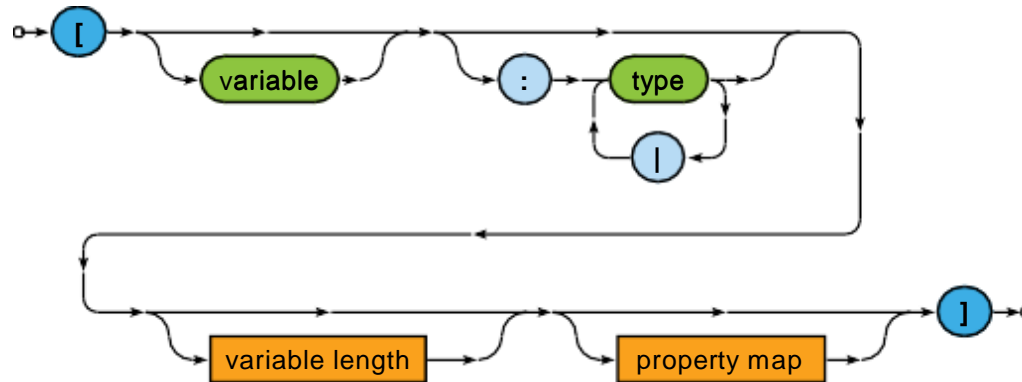 [
variable
:
type
|
variable length
property map
]